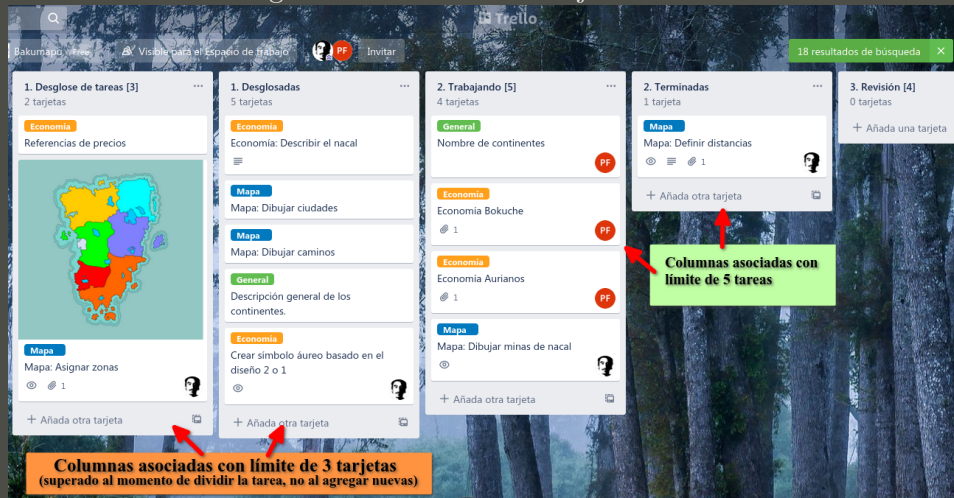 Trello
Bakumapu
Free
Visible para el Espacio de trabajo
PF
Invitar
18 resultados de búsqueda
1. Desglose de tareas [3]
2 tarjetas
Economía
Referencias de precios
Mapa
Mapa: Asignar zonas
1
+ Añada otra tarjeta
1. Desglosadas
5 tarjetas
Economía
Economía: Describir el nacal
Mapa
Mapa: Dibujar ciudades
Mapa
Mapa: Dibujar caminos
General
Descripción general de los
continentes.
Economía
Crear simbolo áureo basado en el
diseño 2 o 1
+ Añada otra tarjeta
2. Trabajando [5]
4 tarjetas
General
Nombre de continentes
PF
Economía
Economía Bokuche
1
PF
Economía
Economía Aurianos
1
PF
Mapa
Mapa: Dibujar minas de nacal
+ Añada otra tarjeta
2. Terminadas
1 tarjeta
Mapa
Mapa: Definir distancias
1
+ Añada otra tarjeta
3. Revisión [4]
0 tarjetas
+ Añada una tarjeta
Columnas asociadas con
límite de 5 tareas
Columnas asociadas con límite de 3 tarjetas
(superado al momento de dividir la tarea, no al agregar nuevas)